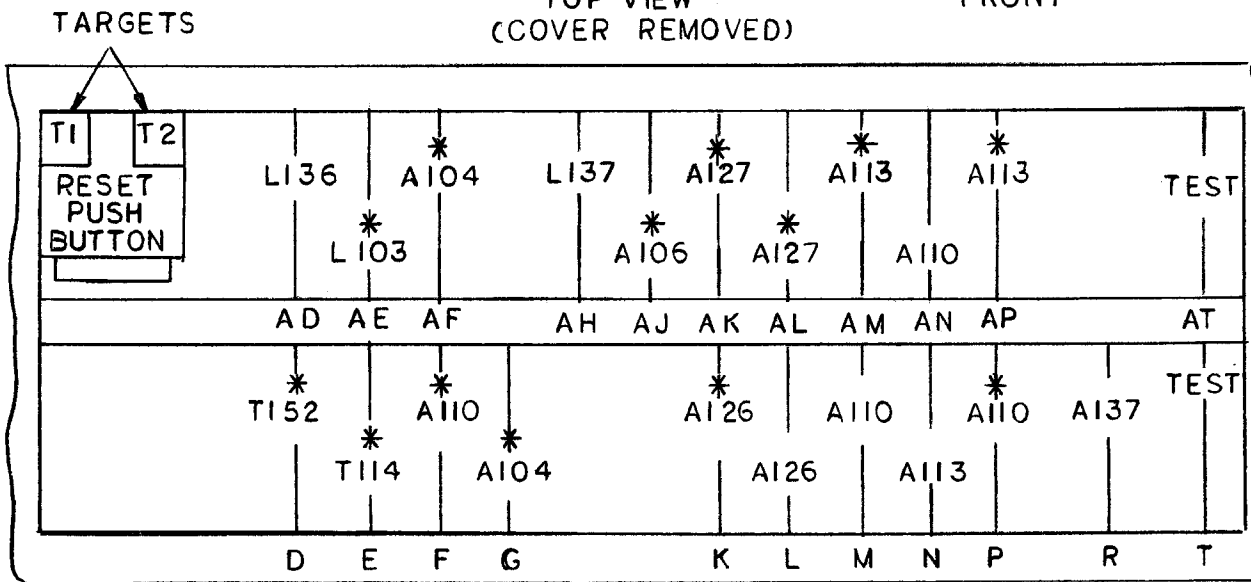 TOP VIEW
(COVER REMOVED)
FRONT
TARGETS
T1 T2
RESET
PUSH
BUTTON
L136 * A104 L137 * A127 * A113 * A113 TEST
* L103 * A106 * A127 A110
AD AE AF AH AJ AK AL AM AN AP AT
* T152 * A110 * A126 A110 * A110 A137 TEST
* T114 * A104 A126 A113
D E F G K L M N P R T